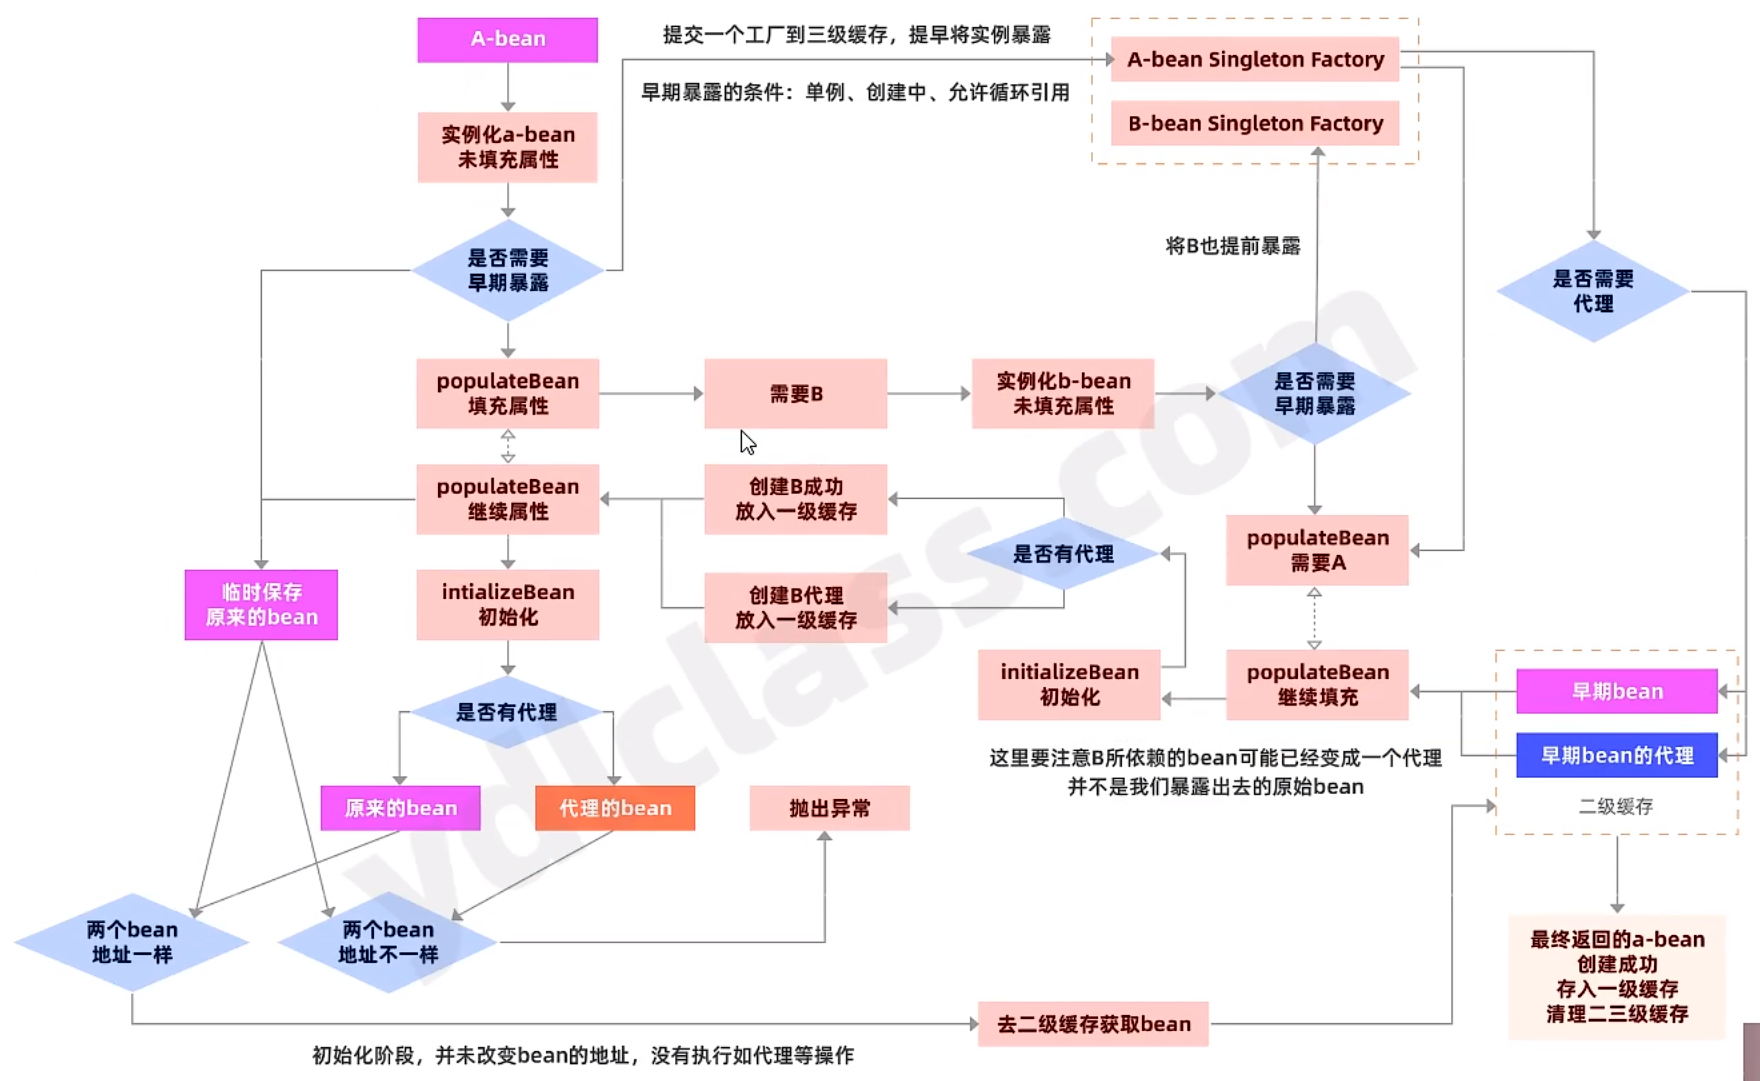 A-bean
提交一个工厂到三级缓存，提早将实例暴露
早期暴露的条件：单例、创建中、允许循环引用
A-bean Singleton Factory
B-bean Singleton Factory
实例化a-bean
未填充属性
是否需要
早期暴露
将B也提前暴露
是否需要
代理
populateBean
填充属性
需要B
实例化b-bean
未填充属性
是否需要
早期暴露
populateBean
继续属性
创建B成功
放入一级缓存
是否有代理
populateBean
需要A
临时保存
原来的bean
intializeBean
初始化
创建B代理
放入一级缓存
initializeBean
初始化
populateBean
继续填充
早期bean
早期bean的代理
二级缓存
是否有代理
这里要注意B所依赖的bean可能已经变成一个代理
并不是我们暴露出去的原始bean
原来的bean
代理的bean
抛出异常
两个bean
地址一样
两个bean
地址不一样
最终返回的a-bean
创建成功
存入一级缓存
清理二三级缓存
去二级缓存获取bean
初始化阶段，并未改变bean的地址，没有执行如代理等操作
ydlclass.com